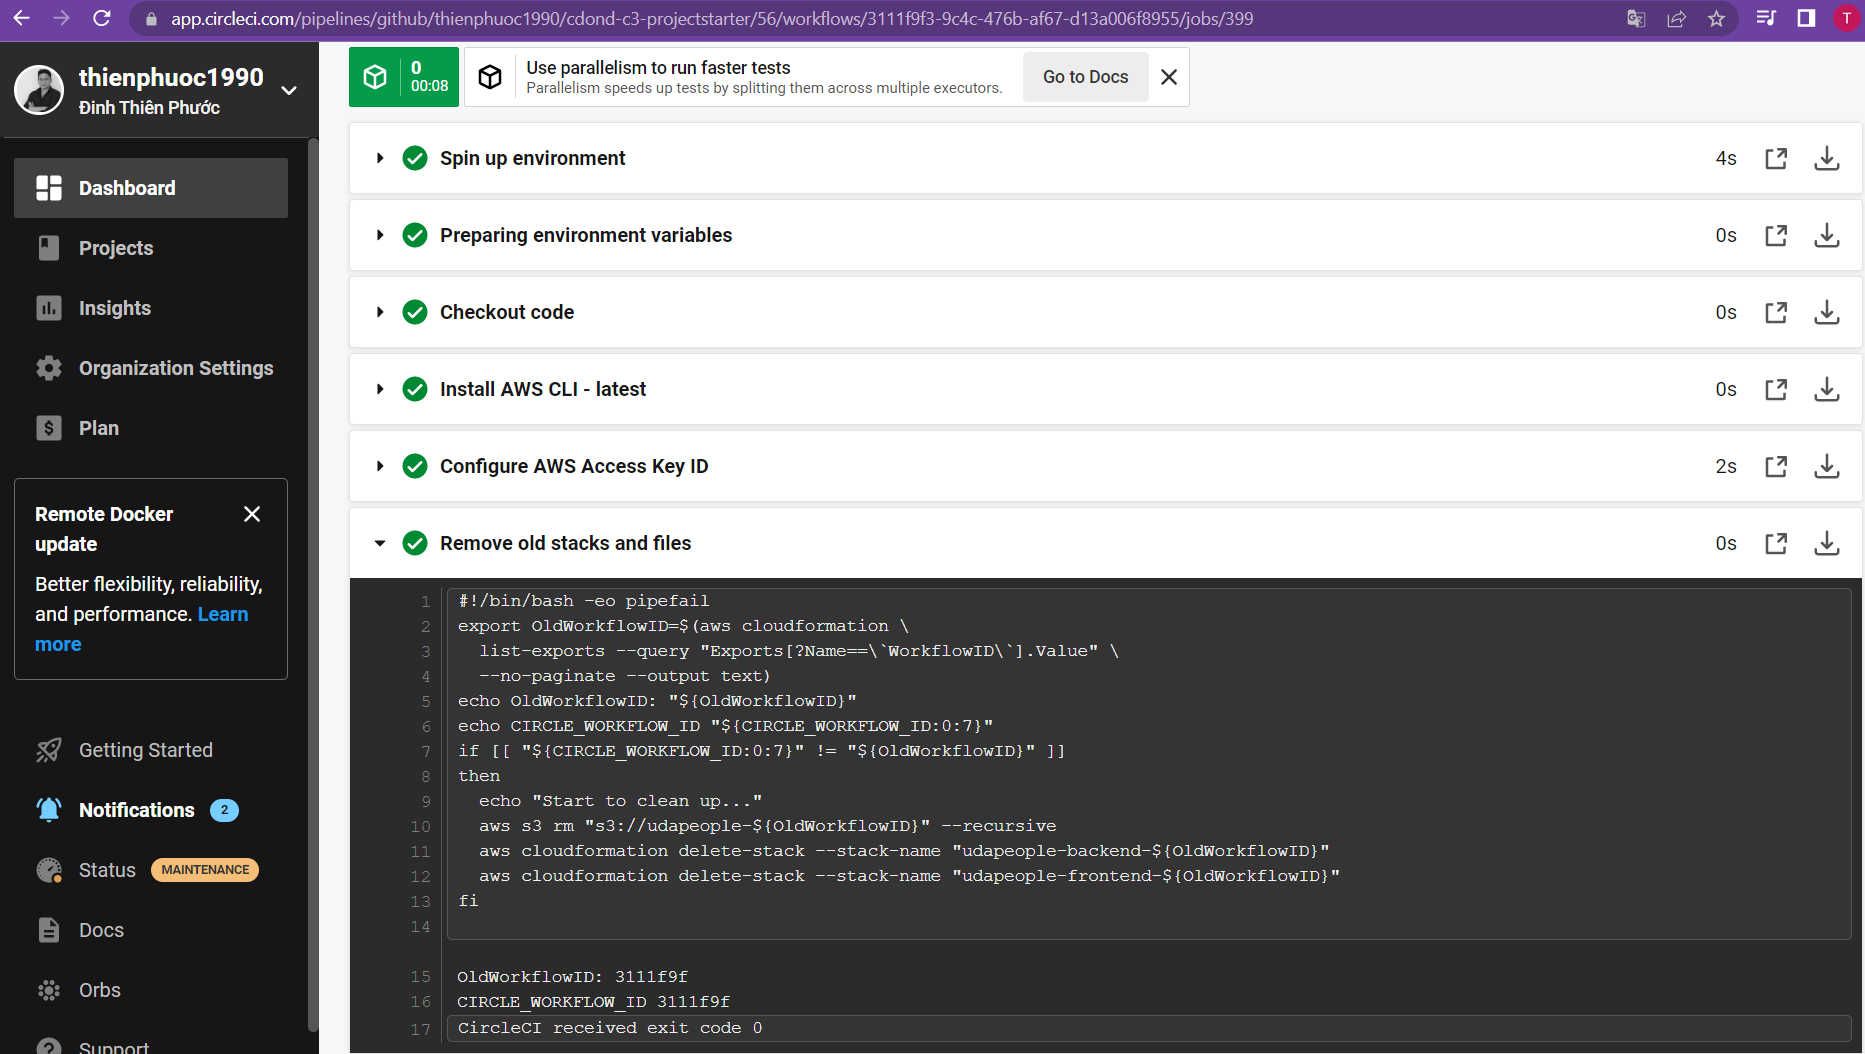 app.circleci.com/pipelines/github/thienphuoc1990/cdond-c3-projectstarter/56/workflows/3111f9f3-9c4c-476b-af67-d13a006f8955/jobs/399
T
thienphuoc1990
Đinh Thiên Phước
Dashboard
Projects
Insights
Organization Settings
Plan
Remote Docker
update
Better flexibility, reliability,
and performance. Learn
more
Getting Started
Notifications 2
Status MAINTENANCE
Docs
Orbs
Support
0
00:08
Use parallelism to run faster tests
Parallelism speeds up tests by splitting them across multiple executors.
Go to Docs
Spin up environment 4s
Preparing environment variables 0s
Checkout code 0s
Install AWS CLI - latest 0s
Configure AWS Access Key ID 2s
Remove old stacks and files 0s
1 #!/bin/bash -eo pipefail
2 export OldWorkflowID=$(aws cloudformation \
3 list-exports --query "Exports[?Name==\`WorkflowID\`].Value" \
4 --no-paginate --output text)
5 echo OldWorkflowID: "${OldWorkflowID}"
6 echo CIRCLE_WORKFLOW_ID "${CIRCLE_WORKFLOW_ID:0:7}"
7 if [[ "${CIRCLE_WORKFLOW_ID:0:7}" != "${OldWorkflowID}" ]]
8 then
9 echo "Start to clean up..."
10 aws s3 rm "s3://udapeople-${OldWorkflowID}" --recursive
11 aws cloudformation delete-stack --stack-name "udapeople-backend-${OldWorkflowID}"
12 aws cloudformation delete-stack --stack-name "udapeople-frontend-${OldWorkflowID}"
13 fi
14
15 OldWorkflowID: 3111f9f
16 CIRCLE_WORKFLOW_ID 3111f9f
17 CircleCI received exit code 0